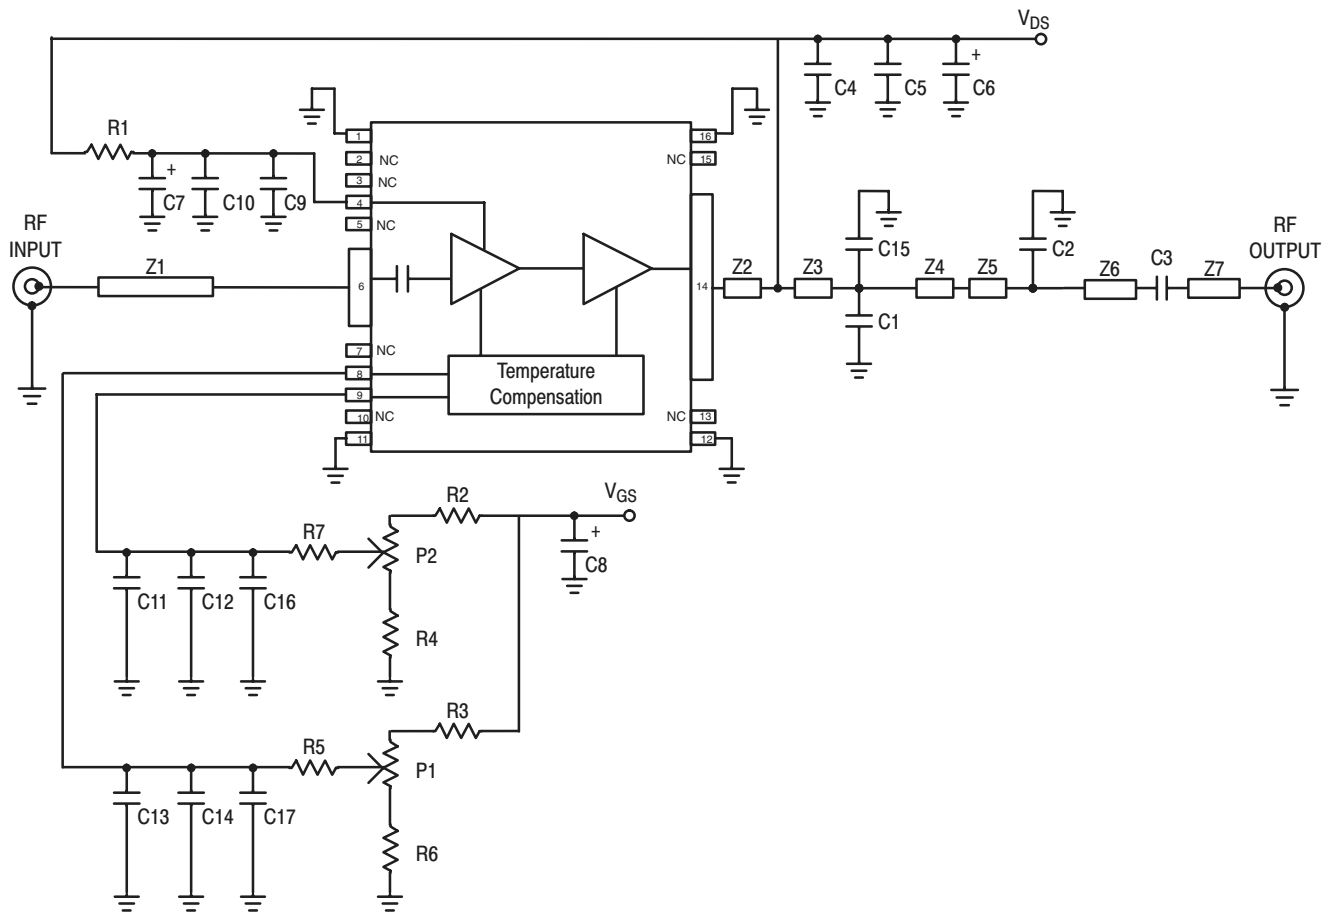 VDS
+
C4
C5
C6
R1
+
C7
C10
C9
1
2
NC
3
NC
4
5
NC
6
7
NC
8
9
10
NC
11
16
NC
15
14
NC
13
12
RF
INPUT
Z1
Temperature
Compensation
Z2
Z3
C15
C1
Z4
Z5
C2
Z6
C3
Z7
RF
OUTPUT
R2
VGS
+
C8
R7
P2
C11
C12
C16
R4
R3
R5
P1
C13
C14
C17
R6